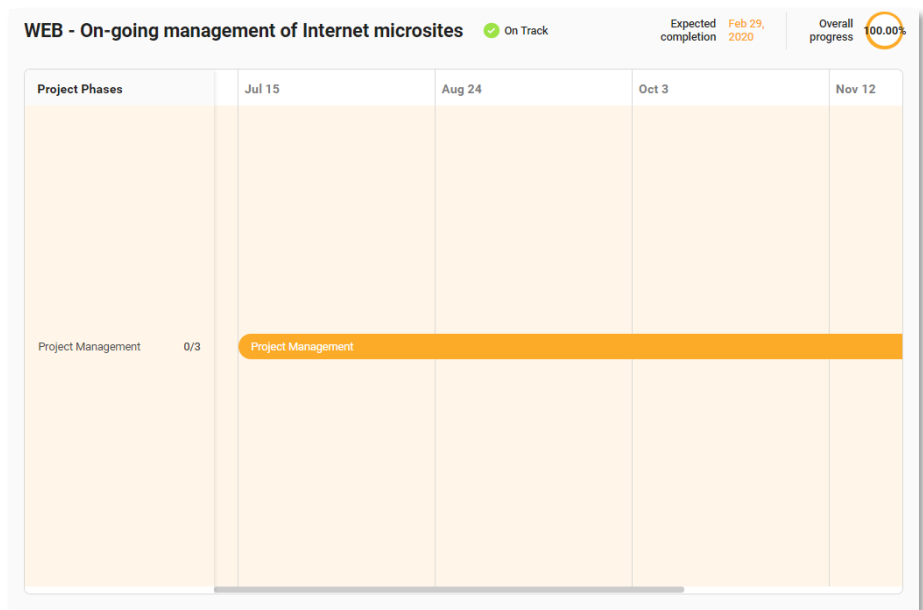 WEB - On-going management of Internet microsites
On Track
Expected completion
Feb 29, 2020
Overall progress
100.00%
Project Phases
Jul 15
Aug 24
Oct 3
Nov 12
Project Management
0/3
Project Management